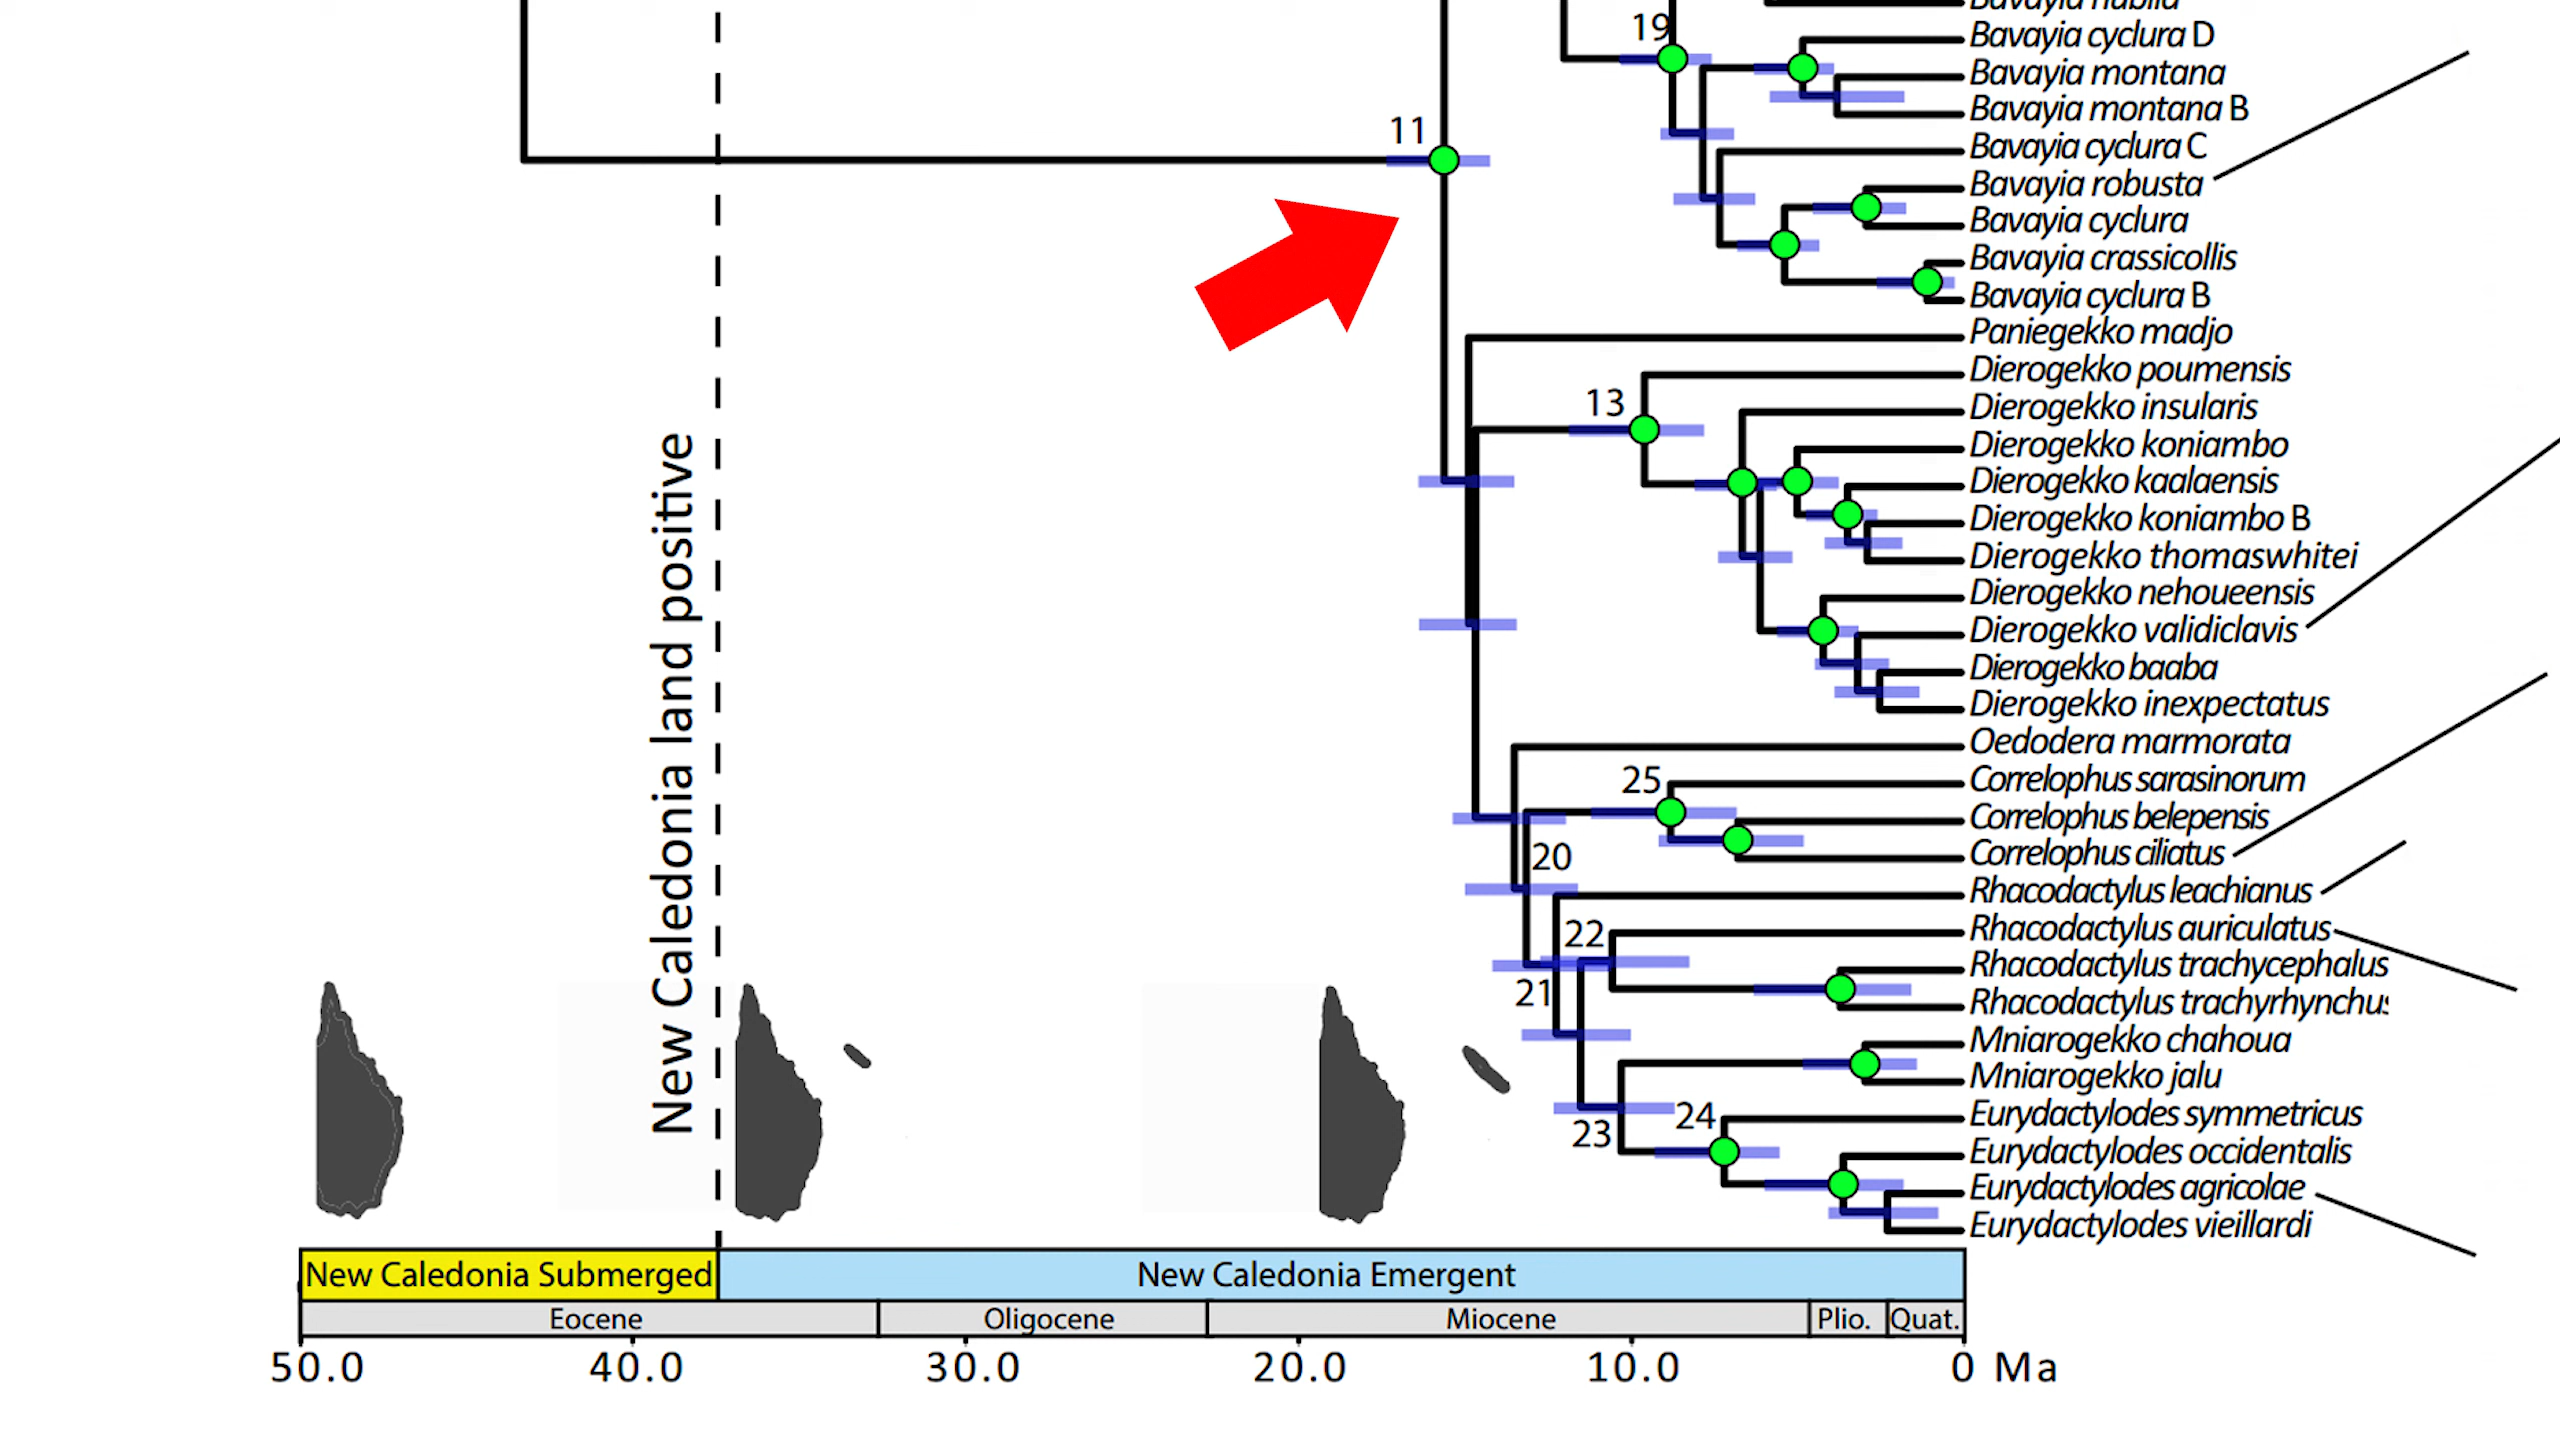 Bavayia nubila
19
Bavayia cyclura D
Bavayia montana
Bavayia montana B
11
Bavayia cyclura C
Bavayia robusta
Bavayia cyclura
Bavayia crassicollis
Bavayia cyclura B
Paniegekko madjo
Dierogekko poumensis
13
Dierogekko insularis
Dierogekko koniambo
Dierogekko kaalaensis
Dierogekko koniambo B
Dierogekko thomaswhitei
Dierogekko nehoueensis
Dierogekko validiclavis
Dierogekko baaba
Dierogekko inexpectatus
New Caledonia land positive
Oedodera marmorata
25
Correlophus sarasinorum
Correlophus belepensis
20
Correlophus ciliatus
Rhacodactylus leachianus
22
Rhacodactylus auriculatus
Rhacodactylus trachycephalus
21
Rhacodactylus trachyrhynchus
Mniarogekko chahoua
Mniarogekko jalu
24
Eurydactylodes symmetricus
23
Eurydactylodes occidentalis
Eurydactylodes agricolae
Eurydactylodes vieillardi
New Caledonia Submerged New Caledonia Emergent
Eocene Oligocene Miocene Plio. Quat.
50.0 40.0 30.0 20.0 10.0 0 Ma